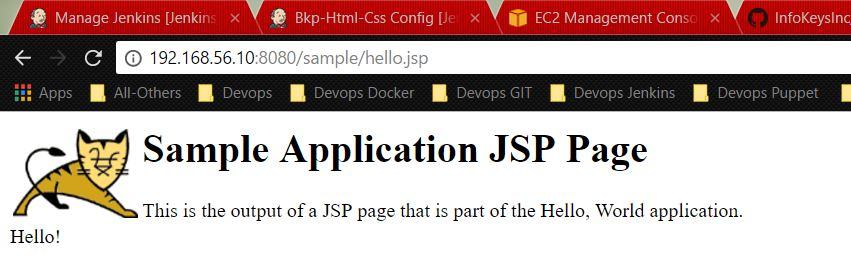 Manage Jenkins [Jenkins
Bkp-Html-Css Config [Je
EC2 Management Conso
InfoKeysInc
192.168.56.10:8080/sample/hello.jsp
Apps
All-Others
Devops
Devops Docker
Devops GIT
Devops Jenkins
Devops Puppet
Sample Application JSP Page
This is the output of a JSP page that is part of the Hello, World application.
Hello!